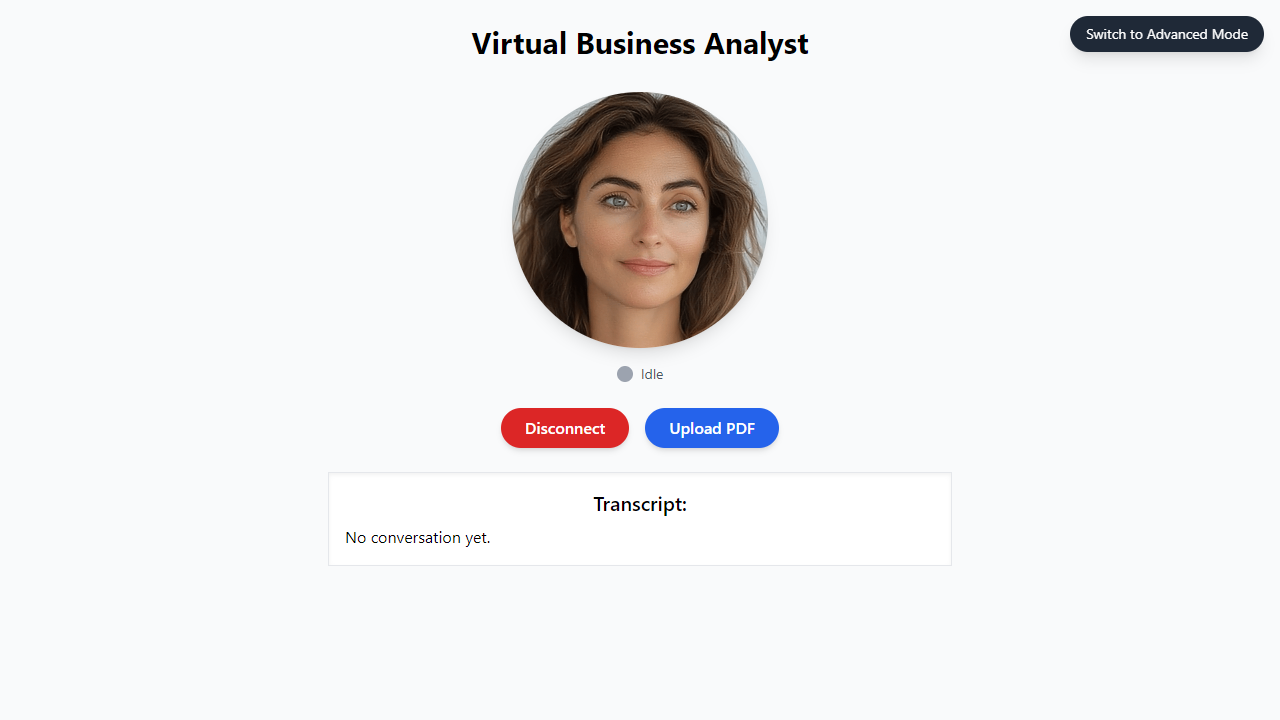 Virtual Business Analyst
Switch to Advanced Mode
Idle
Disconnect
Upload PDF
Transcript:
No conversation yet.